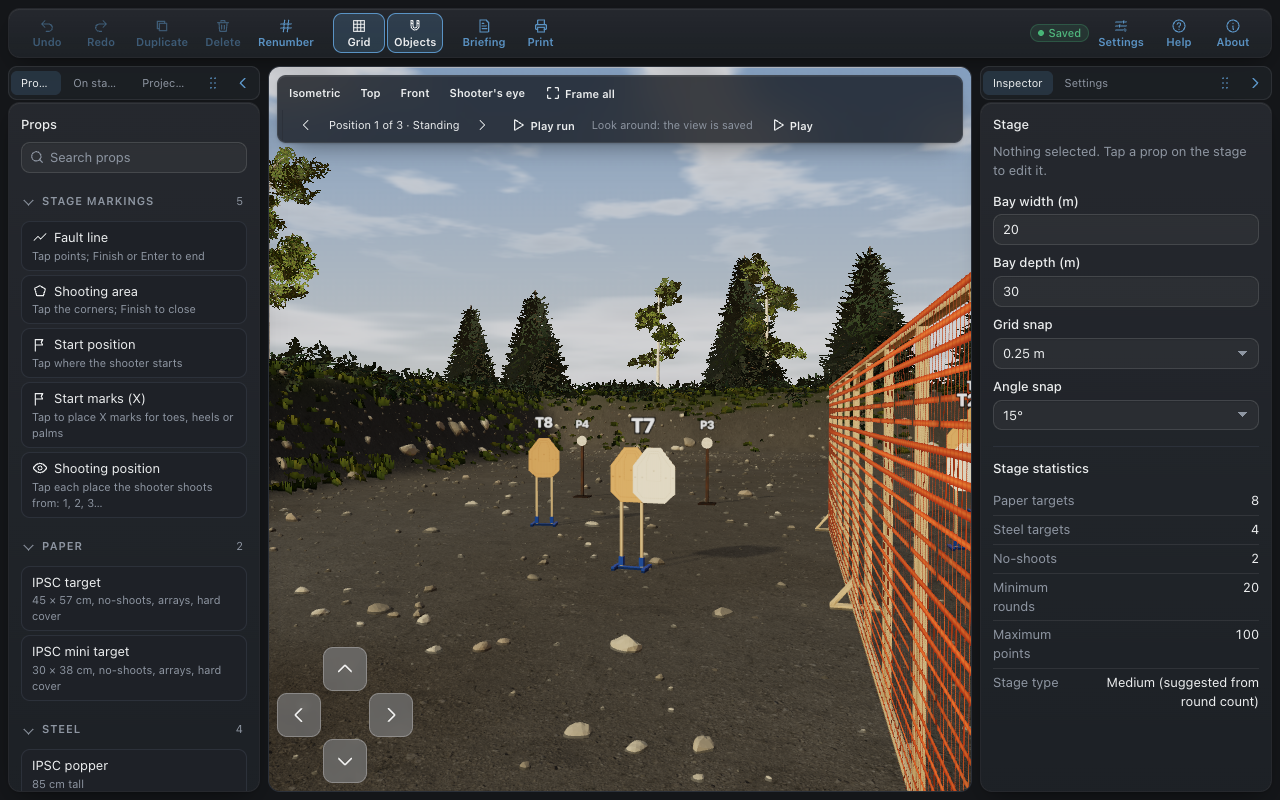 Undo
Redo
Duplicate
Delete
Renumber
Grid
Objects
Briefing
Print
Saved
Settings
Help
About
Pro...
On sta...
Projec...
Props
Search props
STAGE MARKINGS 5
Fault line
Tap points; Finish or Enter to end
Shooting area
Tap the corners; Finish to close
Start position
Tap where the shooter starts
Start marks (X)
Tap to place X marks for toes, heels or
palms
Shooting position
Tap each place the shooter shoots
from: 1, 2, 3...
PAPER 2
IPSC target
45 × 57 cm, no-shoots, arrays, hard
cover
IPSC mini target
30 × 38 cm, no-shoots, arrays, hard
cover
STEEL 4
IPSC popper
85 cm tall
Isometric
Top
Front
Shooter's eye
Frame all
Position 1 of 3 · Standing
Play run
Look around: the view is saved
Play
T8
P4
T7
P3
Inspector
Settings
Stage
Nothing selected. Tap a prop on the stage
to edit it.
Bay width (m)
20
Bay depth (m)
30
Grid snap
0.25 m
Angle snap
15°
Stage statistics
Paper targets 8
Steel targets 4
No-shoots 2
Minimum
rounds 20
Maximum
points 100
Stage type Medium (suggested from
round count)